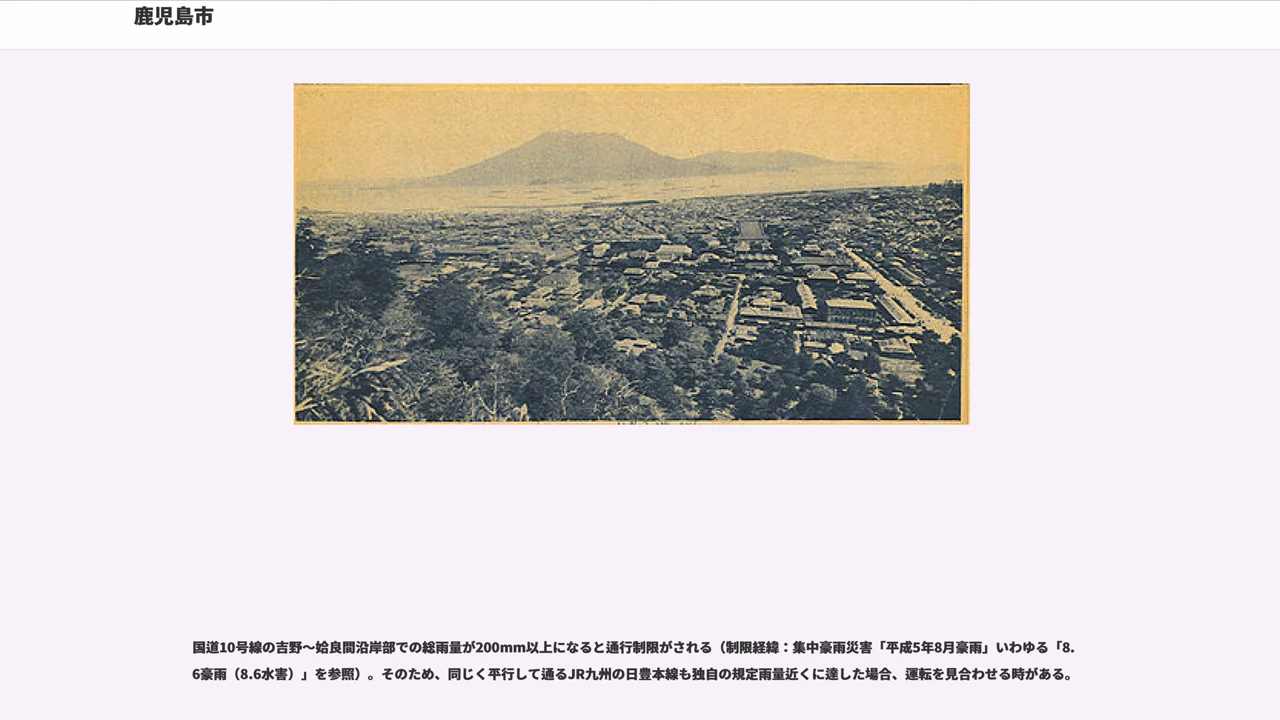 鹿児島市
国道10号線の吉野〜姶良間沿岸部での総雨量が200mm以上になると通行制限がされる（制限経緯：集中豪雨災害「平成5年8月豪雨」いわゆる「8.
6豪雨（8.6水害）」を参照）。そのため、同じく平行して通るJR九州の日豊本線も独自の規定雨量近くに達した場合、運転を見合わせる時がある。